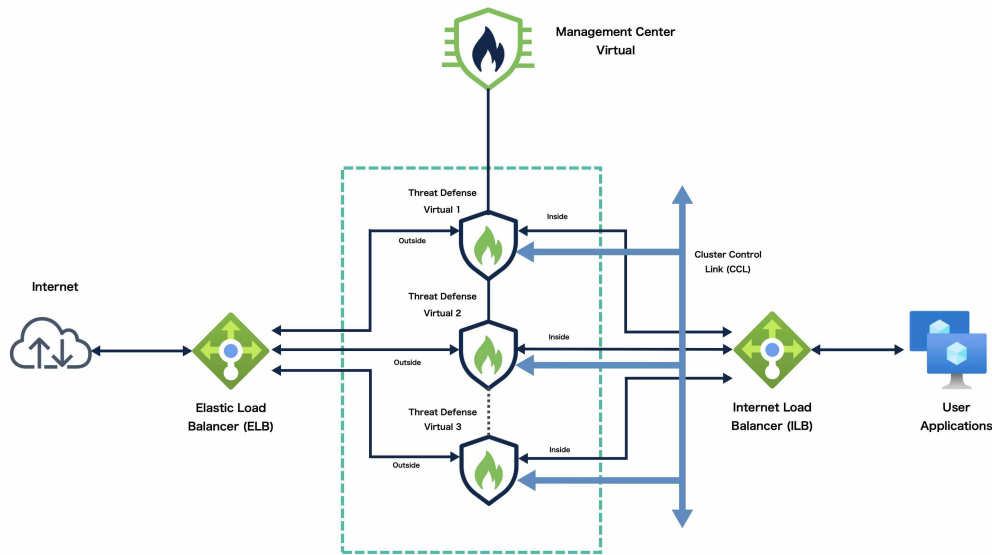 Management Center
Virtual
Threat Defense
Virtual 1
Inside
Outside
Cluster Control
Link (CCL)
Internet
Threat Defense
Virtual 2
Inside
Outside
Elastic Load
Balancer (ELB)
Internet Load
Balancer (ILB)
User
Applications
Threat Defense
Virtual 3
Inside
Outside